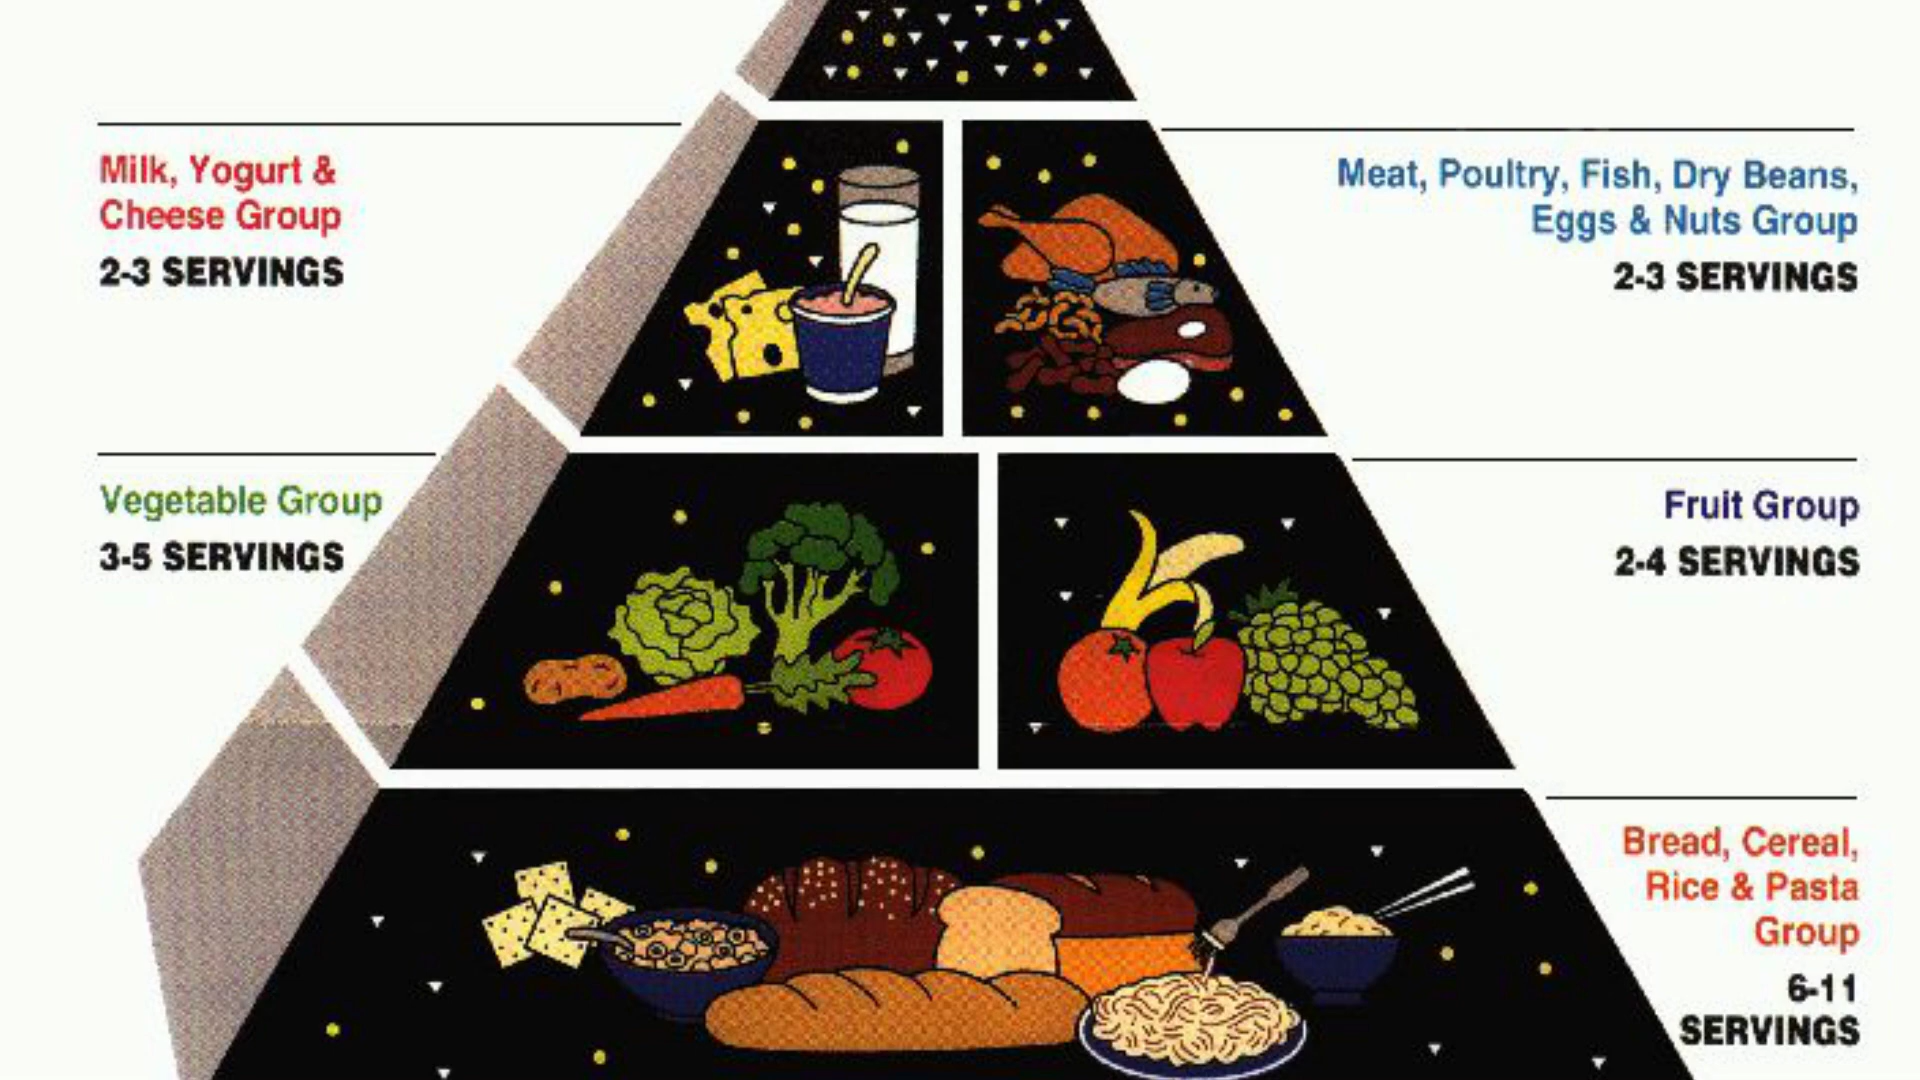 Milk, Yogurt &
Cheese Group
2-3 SERVINGS
Meat, Poultry, Fish, Dry Beans,
Eggs & Nuts Group
2-3 SERVINGS
Vegetable Group
3-5 SERVINGS
Fruit Group
2-4 SERVINGS
Bread, Cereal,
Rice & Pasta
Group
6-11
SERVINGS